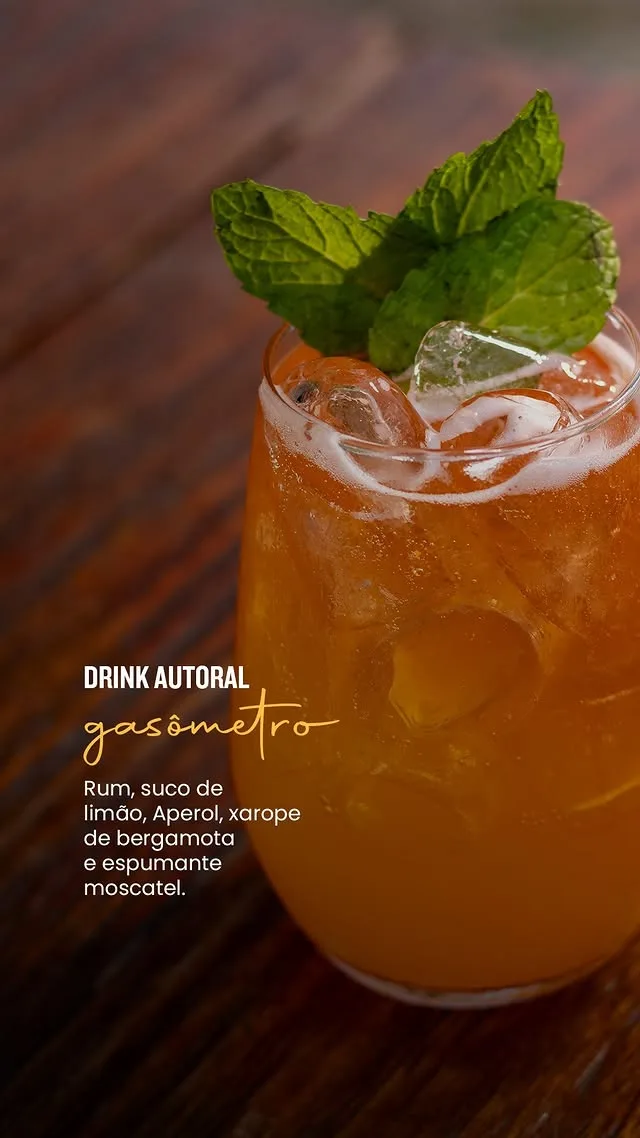 DRINK AUTORAL
gasômetro
Rum, suco de
limão, Aperol, xarope
de bergamota
e espumante
moscatel.